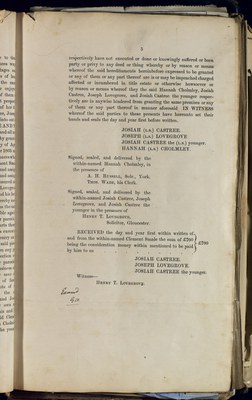 3
respectively have not executed or done or knowingly suffered or been
party or privy to any deed or thing whereby or by reason or means
whereof the said hereditaments hereinbefore expressed to be granted
or any of them or any part thereof are is or may be impeached charged
affected or incumbered in title estate or otherwise howsoever or
by reason or means whereof they the said Hannah Cholmley, Josiah
Castree, Joseph Lovegrove, and Josiah Castree the younger respec-
tively are in anywise hindered from granting the same premises or any
of them or any part thereof in manner aforesaid. IN WITNESS
whereof the said parties to these presents have hereunto set their
hands and seals the day and year first before written.
JOSIAH (L.S.) CASTREE.
JOSEPH (L.S.) LOVEGROVE
JOSIAH CASTREE the (L.S.) younger.
HANNAH (L.S.) CHOLMLEY.
Signed, sealed, and delivered by the
within-named Hannah Cholmley, in
the presence of
A. H. RUSSELL, Solr., York.
THOS. WARD, his Clerk.
Signed, sealed, and delivered by the
within-named Josiah Castree, Joseph
Lovegrove, and Josiah Castree the
younger in the presence of
HENRY T. LOVEGROVE,
Solicitor, Gloucester.
RECEIVED the day and year first within written of
and from the within-named Clement Smale the sum of £700
being the consideration money within mentioned to be paid
by him to us
£700
JOSIAH CASTREE.
JOSEPH LOVEGROVE.
JOSIAH CASTREE the younger.
Witness—
HENRY T. LOVEGROVE.